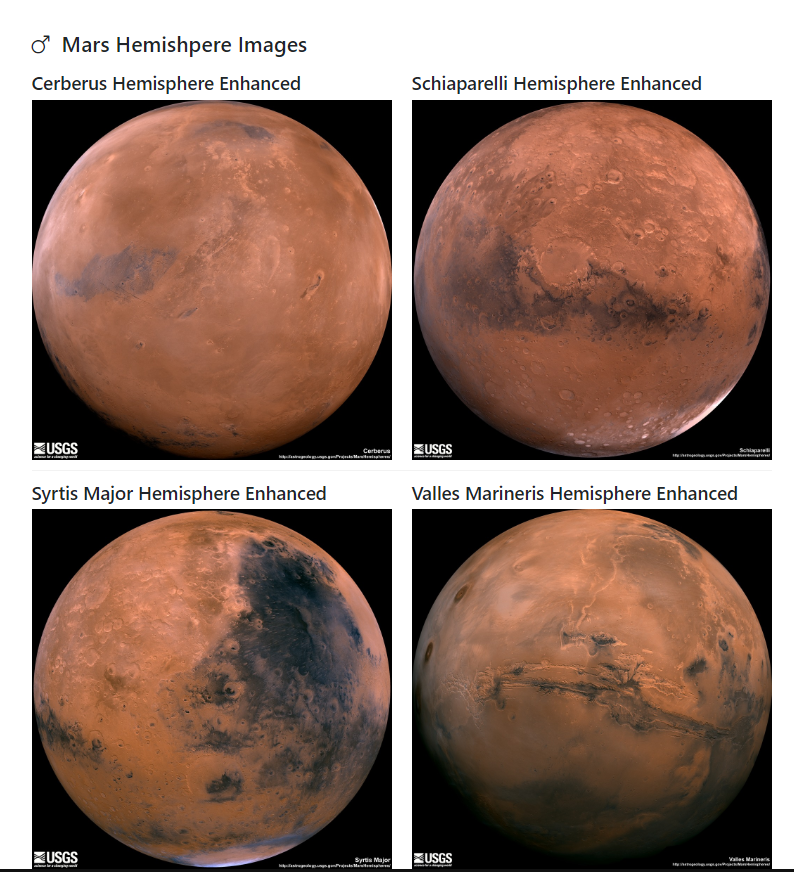 ♂ Mars Hemishpere Images
Cerberus Hemisphere Enhanced
Schiaparelli Hemisphere Enhanced
USGS
science for a changing world
Cerberus
http://astrogeology.usgs.gov/Projects/MarsHemispheres/
USGS
science for a changing world
Schiaparelli
http://astrogeology.usgs.gov/Projects/MarsHemispheres/
Syrtis Major Hemisphere Enhanced
Valles Marineris Hemisphere Enhanced
USGS
science for a changing world
Syrtis Major
http://astrogeology.usgs.gov/Projects/MarsHemispheres/
USGS
science for a changing world
Valles Marineris
http://astrogeology.usgs.gov/Projects/MarsHemispheres/